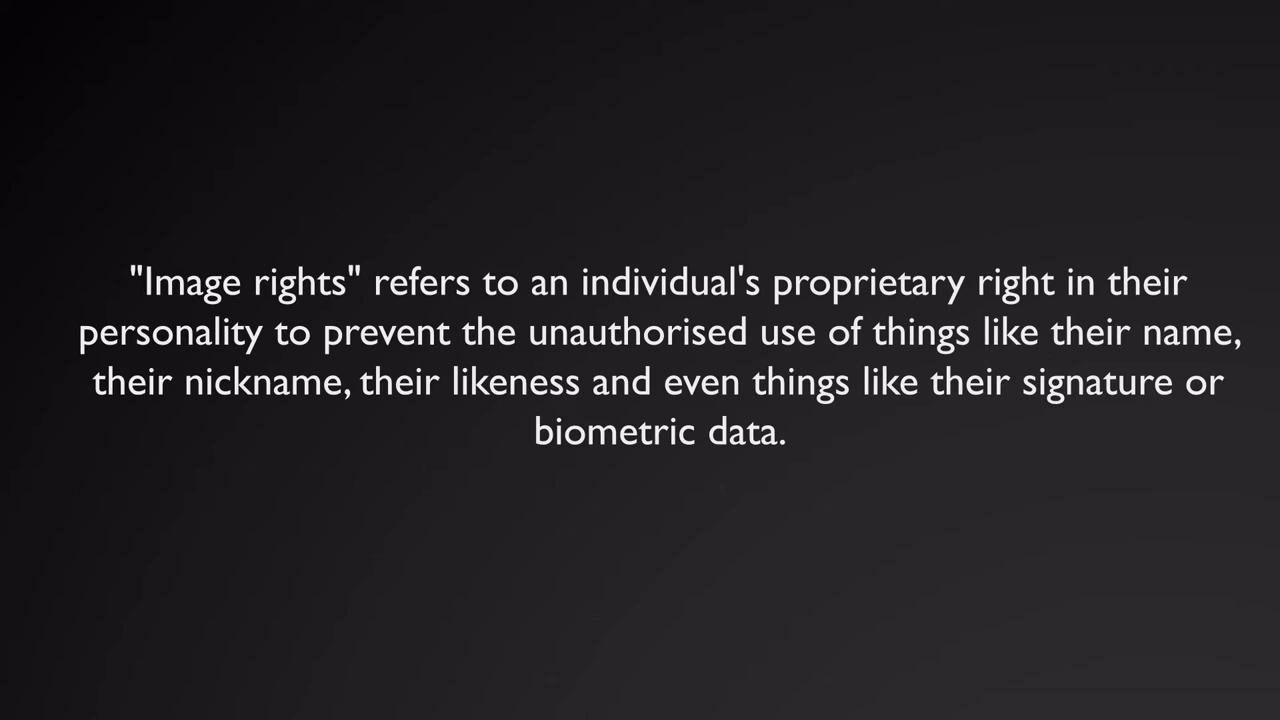 "Image rights" refers to an individual's proprietary right in their
personality to prevent the unauthorised use of things like their name,
their nickname, their likeness and even things like their signature or
biometric data.